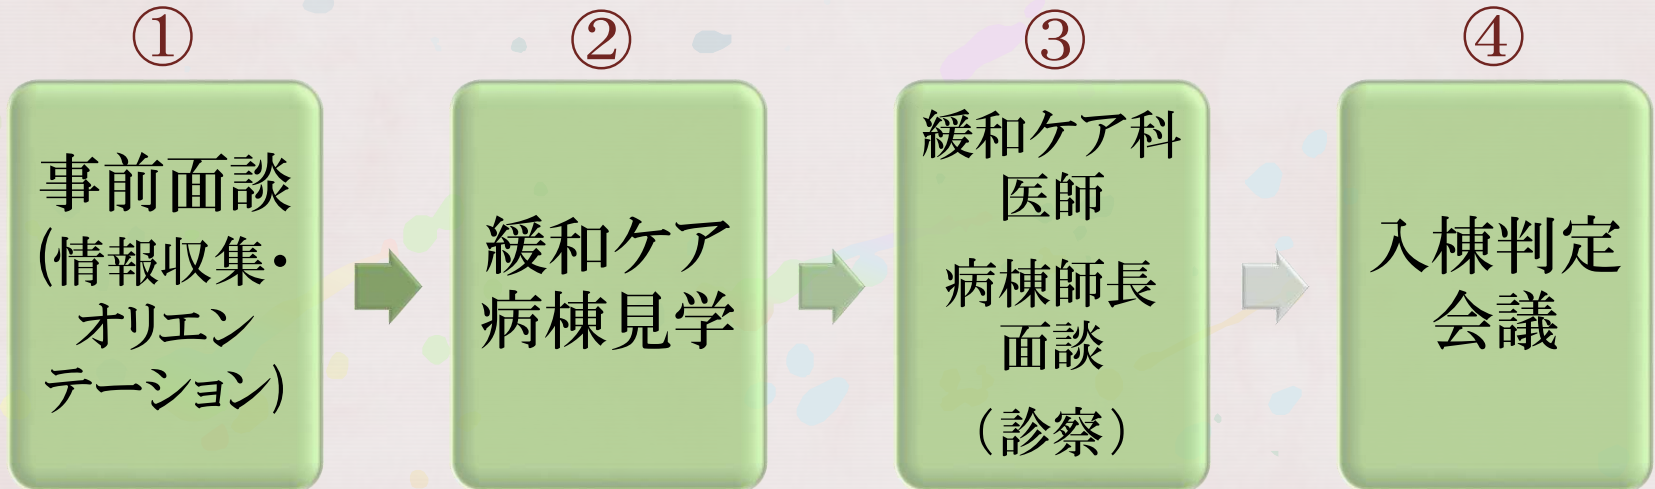 ①
事前面談
(情報収集・
オリエン
テーション)
②
緩和ケア
病棟見学
③
緩和ケア科
医師
病棟師長
面談
（診察）
④
入棟判定
会議